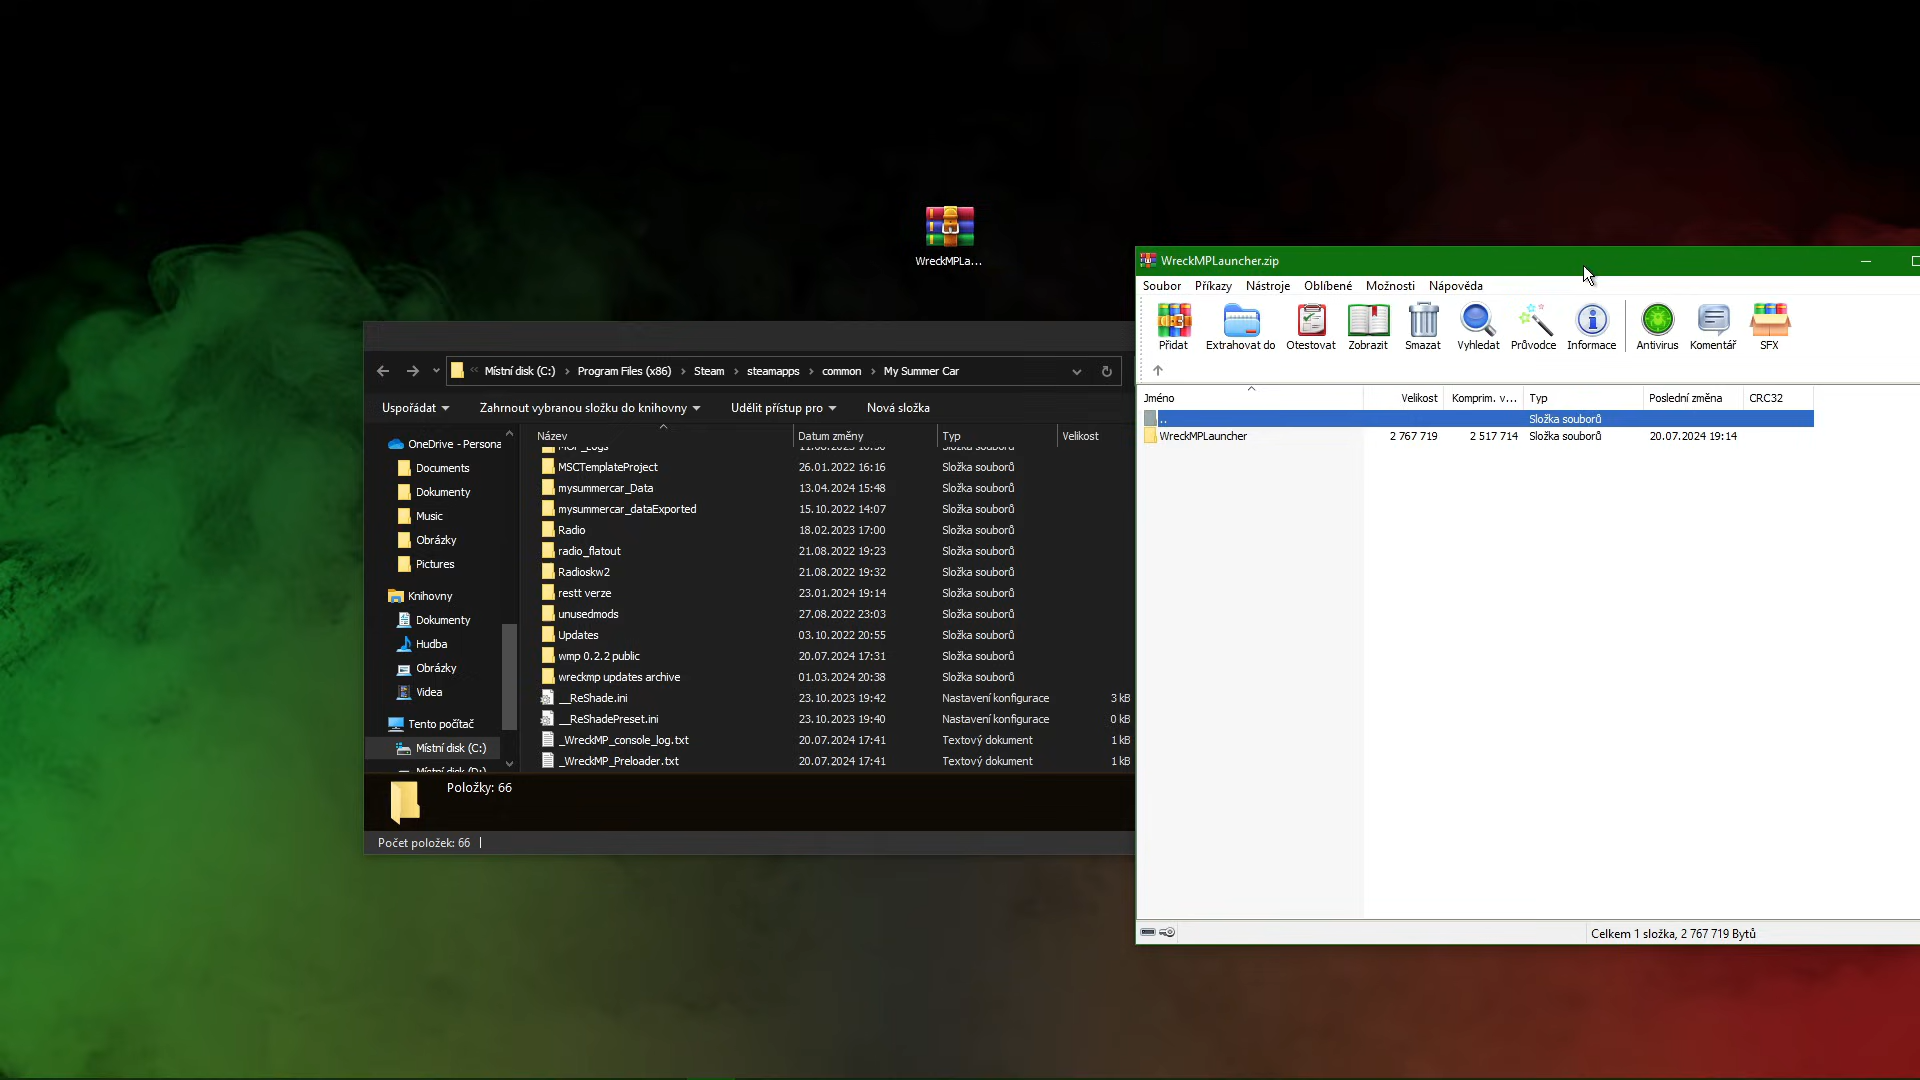 WreckMPLa...
WreckMPLauncher.zip
Soubor Příkazy Nástroje Oblíbené Možnosti Nápověda
Přidat Extrahovat do Otestovat Zobrazit Smazat Vyhledat Průvodce Informace Antivirus Komentář SFX
Jméno Velikost Komprim. v... Typ Poslední změna CRC32
.. Složka souborů
WreckMPLauncher 2 767 719 2 517 714 Složka souborů 20.07.2024 19:14
Celkem 1 složka, 2 767 719 Bytů
« Místní disk (C:) › Program Files (x86) › Steam › steamapps › common › My Summer Car
Uspořádat Zahrnout vybranou složku do knihovny Udělit přístup pro Nová složka
OneDrive - Persona
Documents
Dokumenty
Music
Obrázky
Pictures
Knihovny
Dokumenty
Hudba
Obrázky
Videa
Tento počítač
Místní disk (C:)
Místní disk (D:)
Název Datum změny Typ Velikost
MSCTemplateProject 26.01.2022 16:16 Složka souborů
mysummercar_Data 13.04.2024 15:48 Složka souborů
mysummercar_dataExported 15.10.2022 14:07 Složka souborů
Radio 18.02.2023 17:00 Složka souborů
radio_flatout 21.08.2022 19:23 Složka souborů
Radioskw2 21.08.2022 19:32 Složka souborů
restt verze 23.01.2024 19:14 Složka souborů
unusedmods 27.08.2022 23:03 Složka souborů
Updates 03.10.2022 20:55 Složka souborů
wmp 0.2.2 public 20.07.2024 17:31 Složka souborů
wreckmp updates archive 01.03.2024 20:38 Složka souborů
__ReShade.ini 23.10.2023 19:42 Nastavení konfigurace 3 kB
__ReShadePreset.ini 23.10.2023 19:40 Nastavení konfigurace 0 kB
_WreckMP_console_log.txt 20.07.2024 17:41 Textový dokument 1 kB
_WreckMP_Preloader.txt 20.07.2024 17:41 Textový dokument 1 kB
Položky: 66
Počet položek: 66